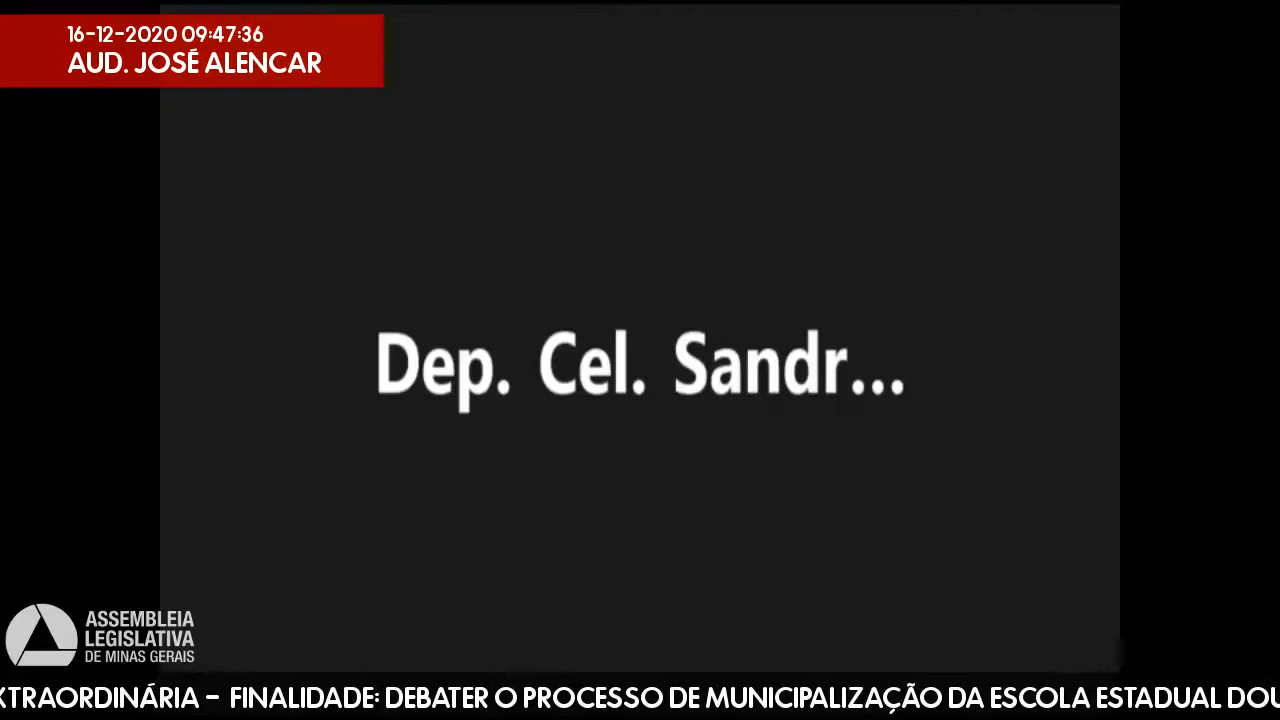 16-12-2020 09:47:36
AUD. JOSÉ ALENCAR
Dep. Cel. Sandr...
ASSEMBLEIA
LEGISLATIVA
DE MINAS GERAIS
XTRAORDINÁRIA - FINALIDADE: DEBATER O PROCESSO DE MUNICIPALIZAÇÃO DA ESCOLA ESTADUAL DOU